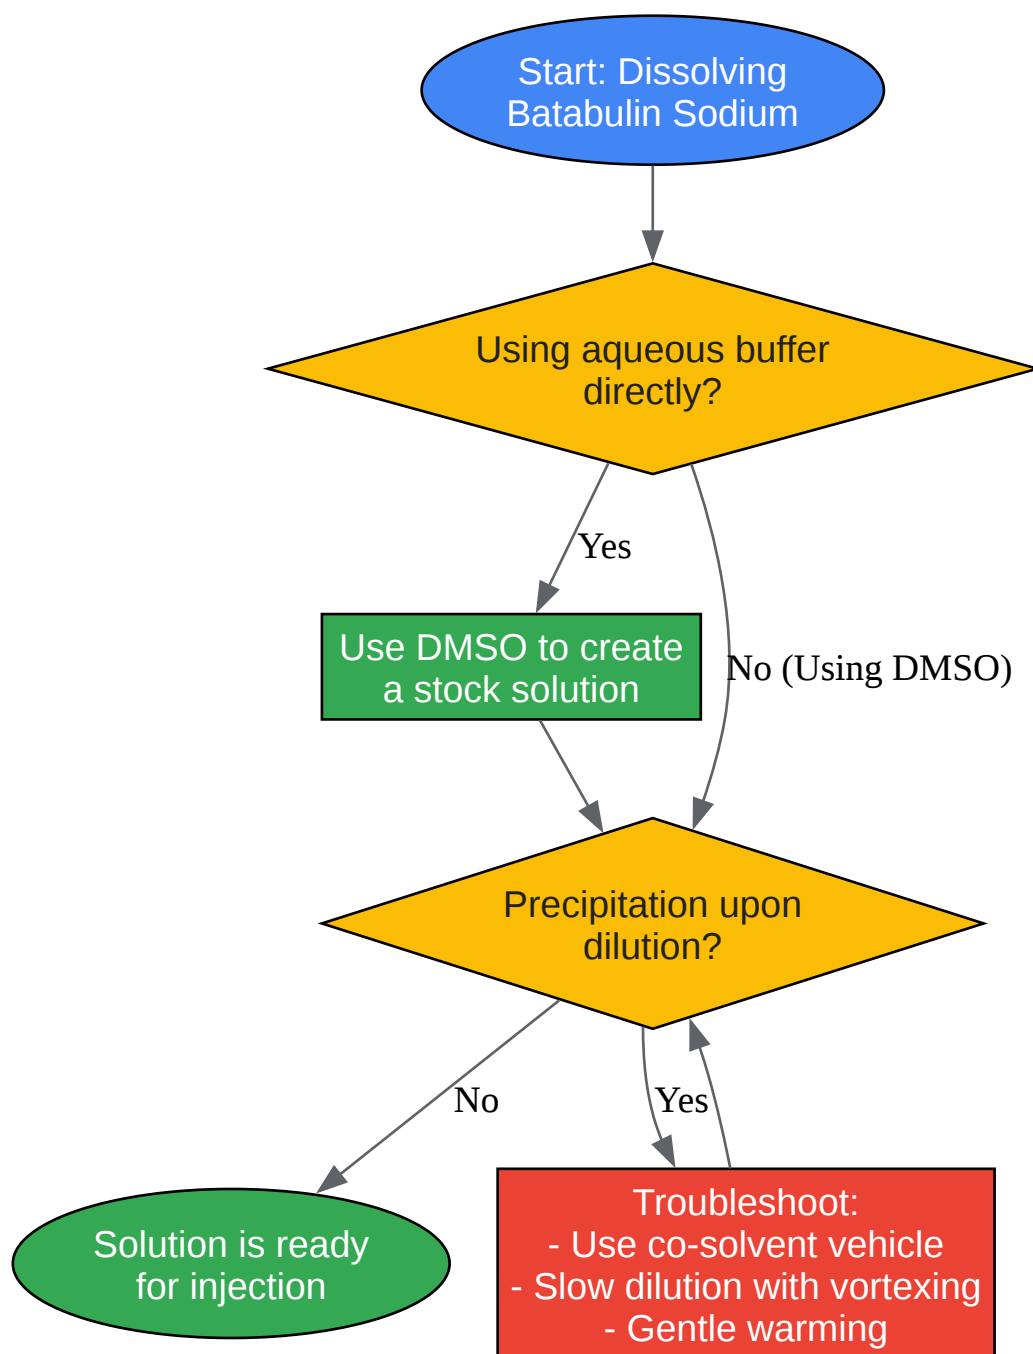 Start: Dissolving
Batabulin Sodium
Using aqueous buffer
directly?
Yes
Use DMSO to create
a stock solution
No (Using DMSO)
Precipitation upon
dilution?
No
Yes
Solution is ready
for injection
Troubleshoot:
- Use co-solvent vehicle
- Slow dilution with vortexing
- Gentle warming